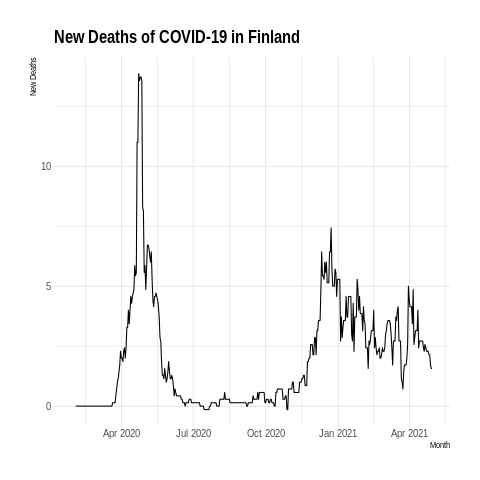 New Deaths of COVID-19 in Finland
New Deaths
10
5
0
Apr 2020 Jul 2020 Oct 2020 Jan 2021 Apr 2021
Month